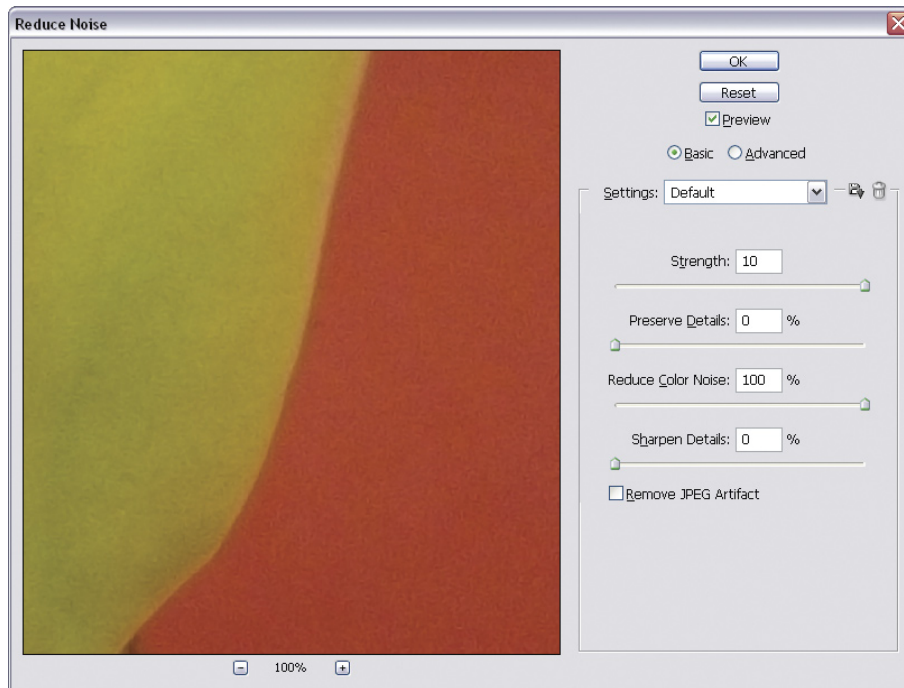 Reduce Noise
OK
Reset
Preview
Basic Advanced
Settings: Default
Strength: 10
Preserve Details: 0 %
Reduce Color Noise: 100 %
Sharpen Details: 0 %
Remove JPEG Artifact
100%